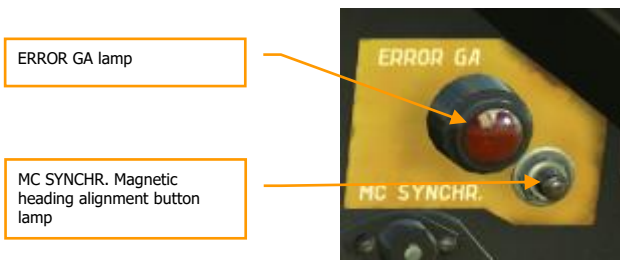 ERROR GA lamp
ERROR GA
MC SYNCHR. Magnetic
heading alignment button
lamp
MC SYNCHR.